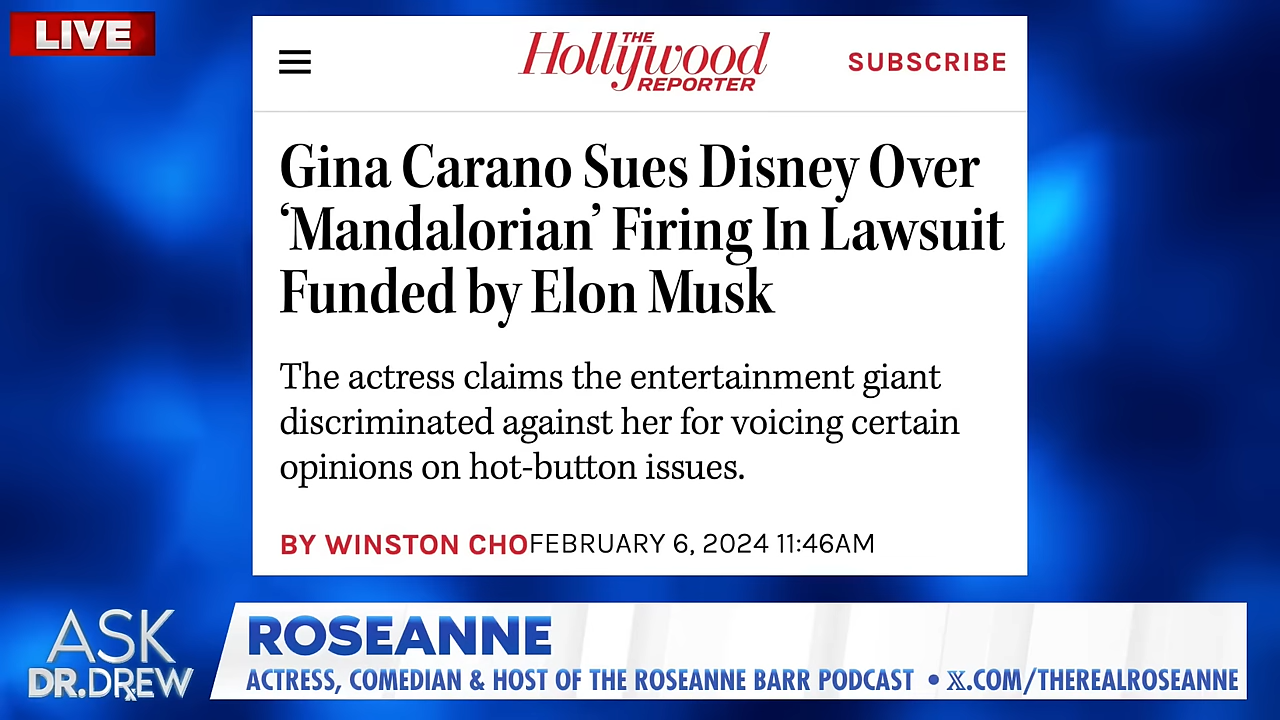 LIVE
THE
Hollywood
REPORTER
SUBSCRIBE
Gina Carano Sues Disney Over
‘Mandalorian’ Firing In Lawsuit
Funded by Elon Musk
The actress claims the entertainment giant
discriminated against her for voicing certain
opinions on hot-button issues.
BY WINSTON CHOFEBRUARY 6, 2024 11:46AM
ASK
DR. DREW
ROSEANNE
ACTRESS, COMEDIAN & HOST OF THE ROSEANNE BARR PODCAST • 𝕏.COM/THEREALROSEANNE